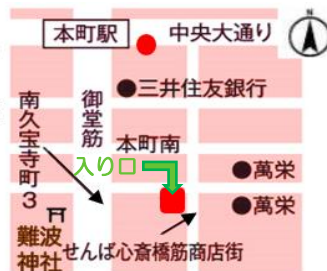 本町駅
中央大通り
N
●三井住友銀行
御堂筋
南久宝寺町3
本町南
入り口
●萬栄
●萬栄
難波
神社
せんば心斎橋筋商店街